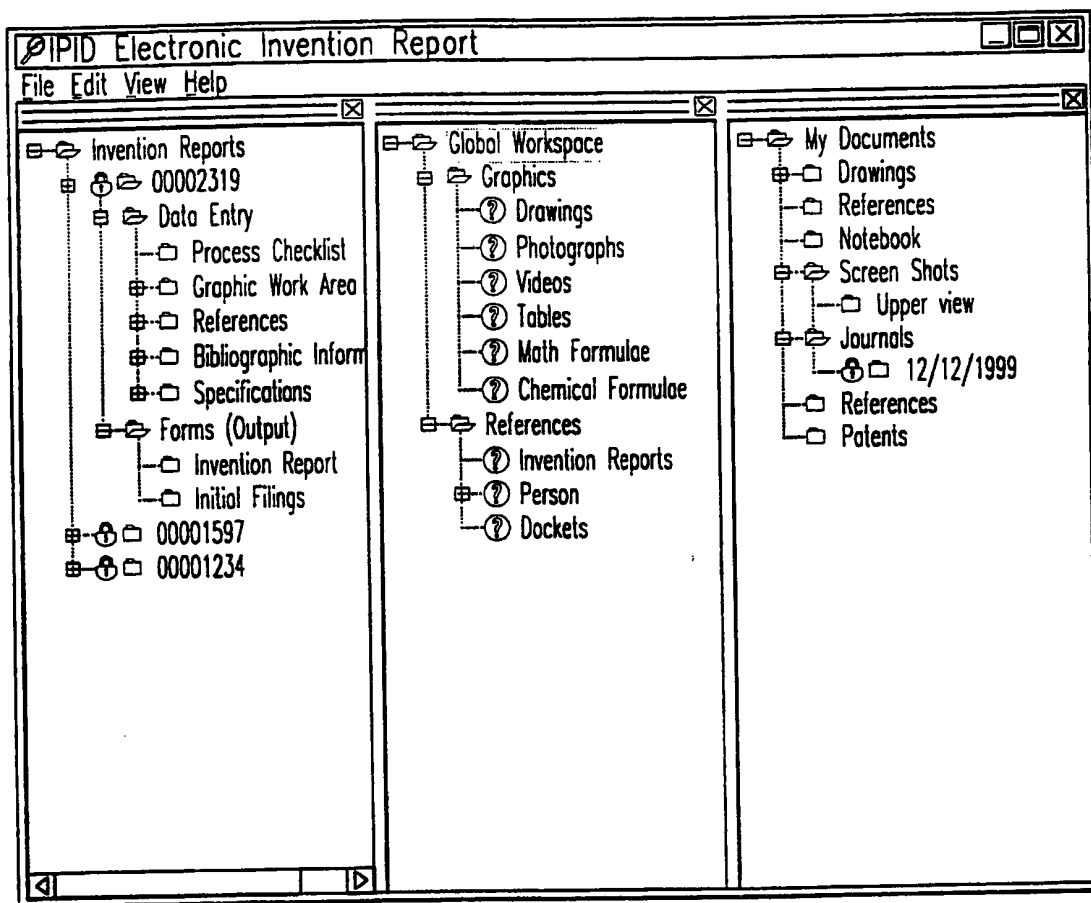 IPID Electronic Invention Report
File Edit View Help
Invention Reports
00002319
Data Entry
Process Checklist
Graphic Work Area
References
Bibliographic Inform
Specifications
Forms (Output)
Invention Report
Initial Filings
00001597
00001234
Global Workspace
Graphics
Drawings
Photographs
Videos
Tables
Math Formulae
Chemical Formulae
References
Invention Reports
Person
Dockets
My Documents
Drawings
References
Notebook
Screen Shots
Upper view
Journals
12/12/1999
References
Patents